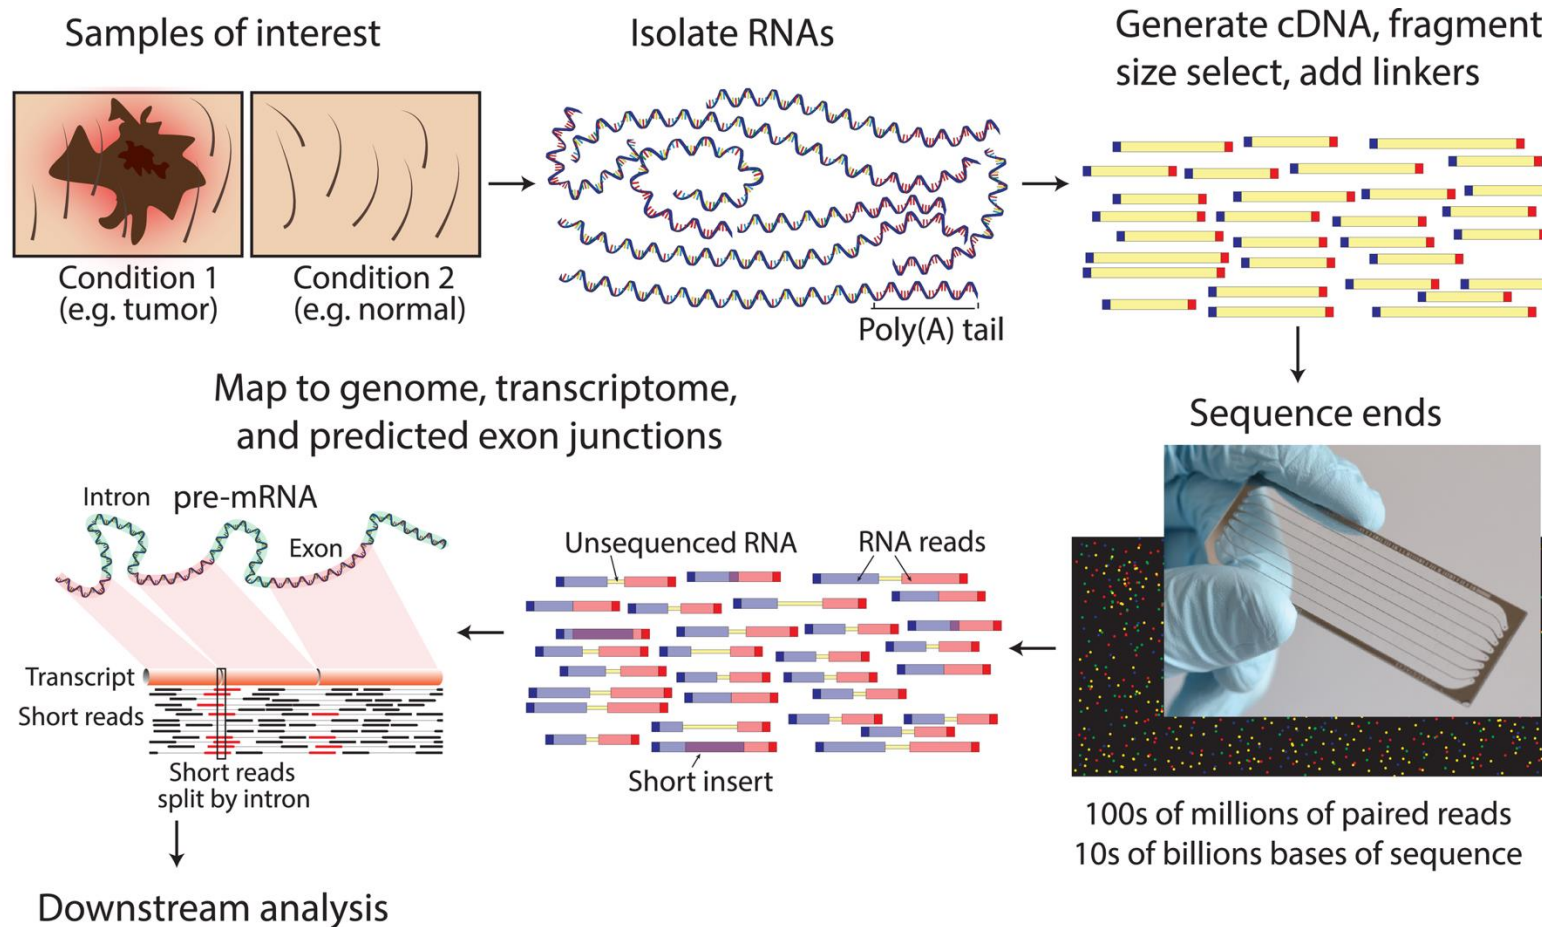 Samples of interest
Condition 1
(e.g. tumor)
Condition 2
(e.g. normal)
Isolate RNAs
Poly(A) tail
Generate cDNA, fragment
size select, add linkers
Sequence ends
100s of millions of paired reads
10s of billions bases of sequence
Unsequenced RNA
RNA reads
Short insert
Map to genome, transcriptome,
and predicted exon junctions
Intron
pre-mRNA
Exon
Transcript
Short reads
Short reads
split by intron
Downstream analysis